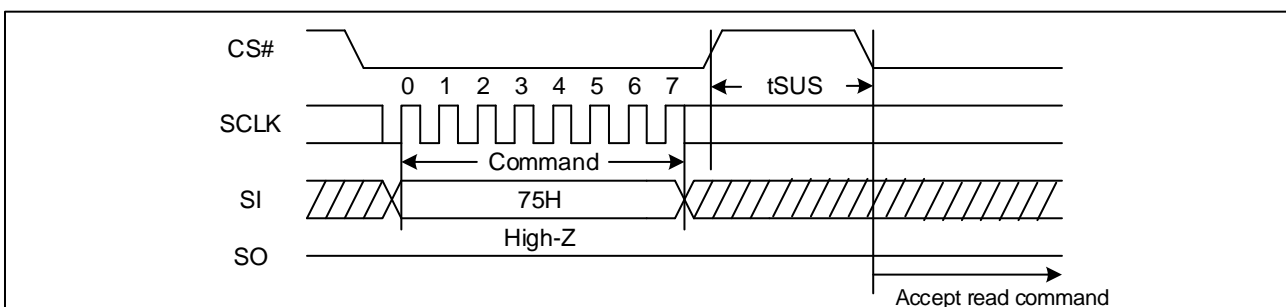 CS#
tSUS
0 1 2 3 4 5 6 7
SCLK
Command
SI
75H
High-Z
SO
Accept read command